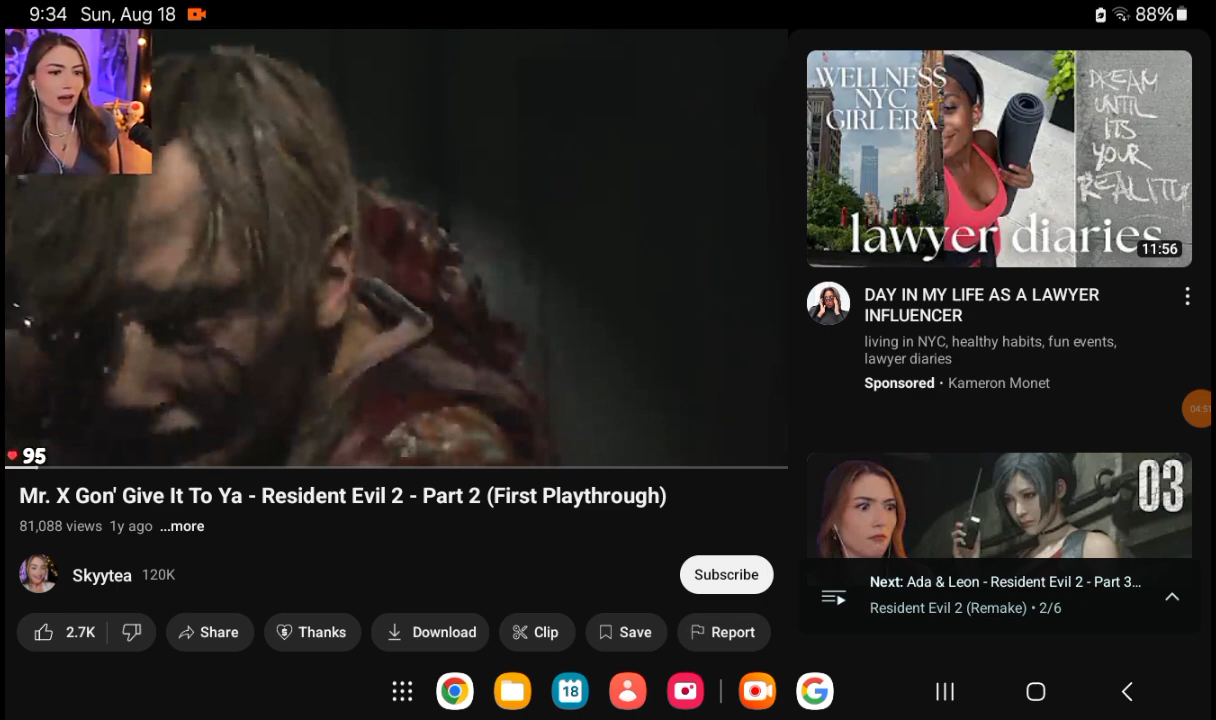 9:34 Sun, Aug 18
88%
95
Mr. X Gon' Give It To Ya - Resident Evil 2 - Part 2 (First Playthrough)
81,088 views 1y ago ...more
Skyytea 120K
Subscribe
2.7K
Share
Thanks
Download
Clip
Save
Report
WELLNESS
NYC
GIRL ERA
DREAM
UNTIL
ITS
YOUR
REALITY
lawyer diaries
11:56
DAY IN MY LIFE AS A LAWYER
INFLUENCER
living in NYC, healthy habits, fun events,
lawyer diaries
Sponsored • Kameron Monet
04:51
03
Next: Ada & Leon - Resident Evil 2 - Part 3...
Resident Evil 2 (Remake) • 2/6
18